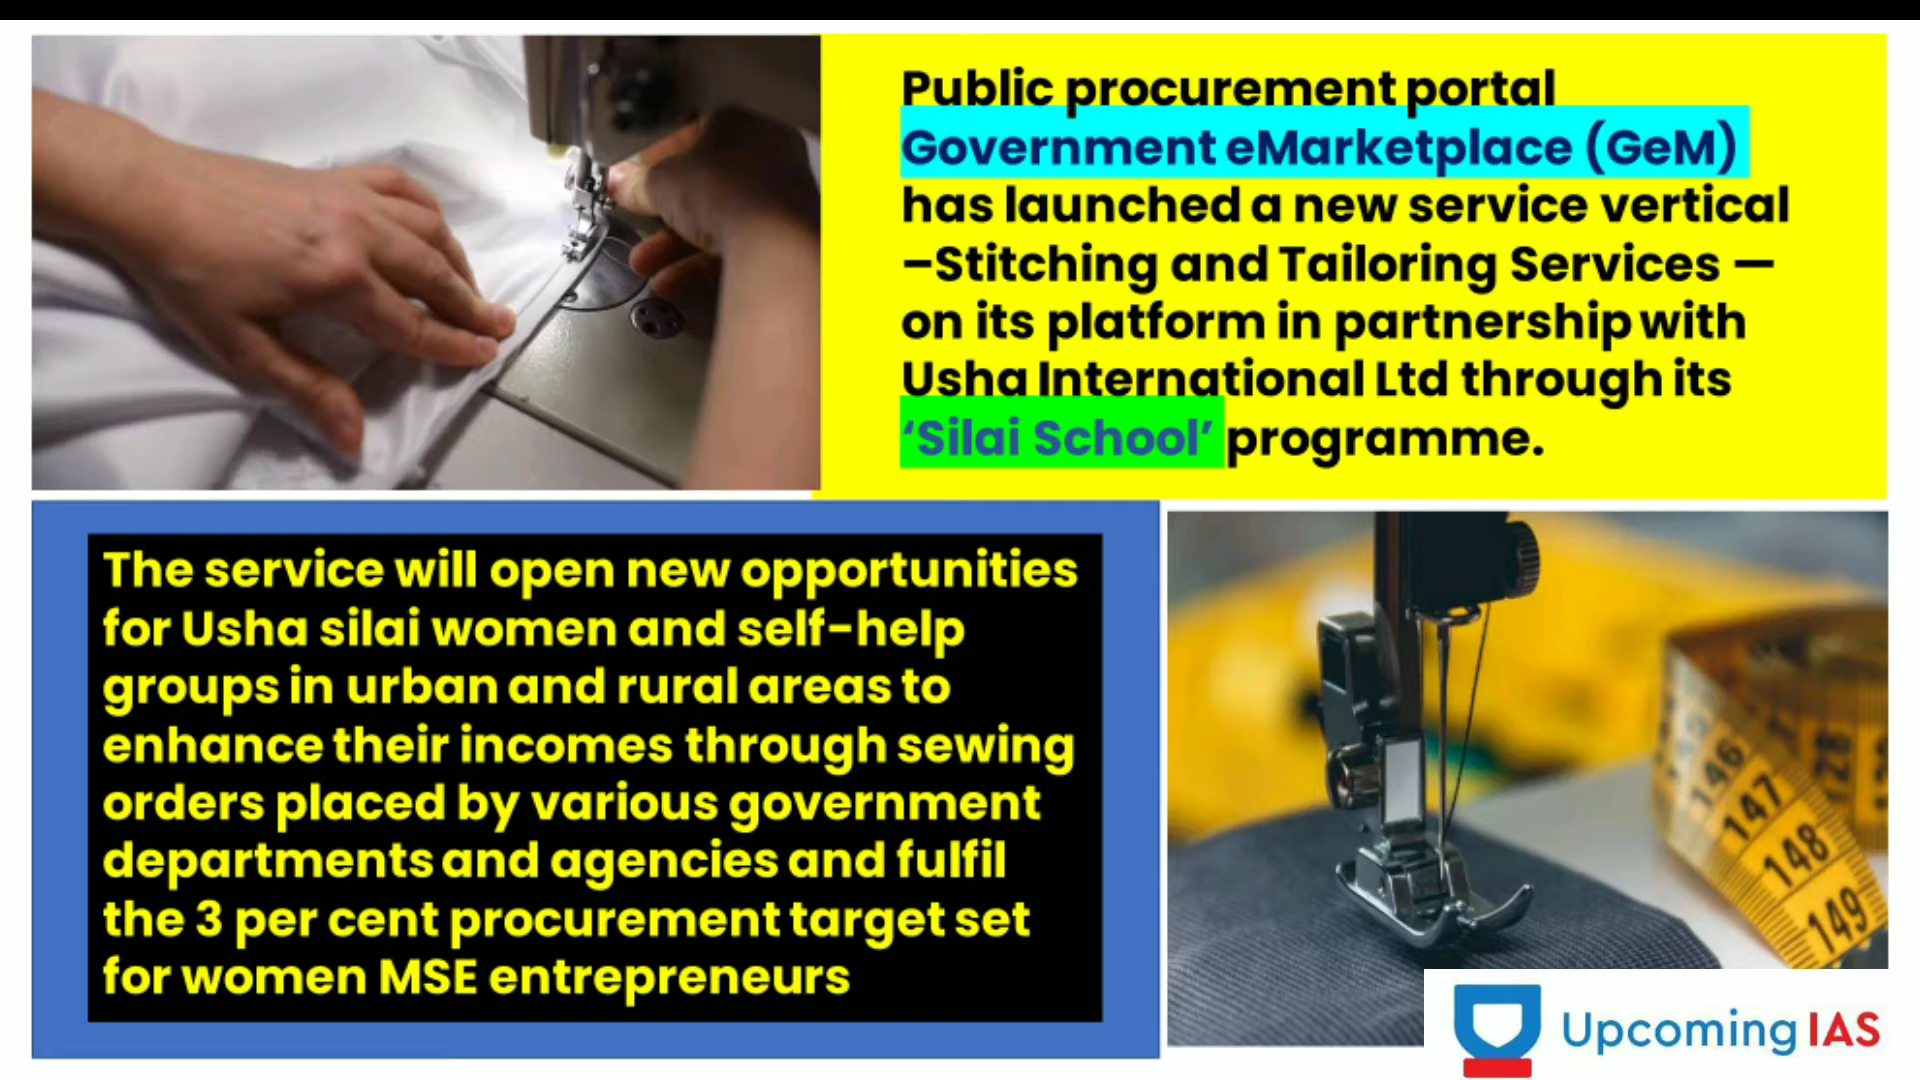 Public procurement portal
Government eMarketplace (GeM)
has launched a new service vertical
–Stitching and Tailoring Services —
on its platform in partnership with
Usha International Ltd through its
‘Silai School’ programme.
The service will open new opportunities
for Usha silai women and self-help
groups in urban and rural areas to
enhance their incomes through sewing
orders placed by various government
departments and agencies and fulfil
the 3 per cent procurement target set
for women MSE entrepreneurs
146
147
148
149
128
Upcoming IAS